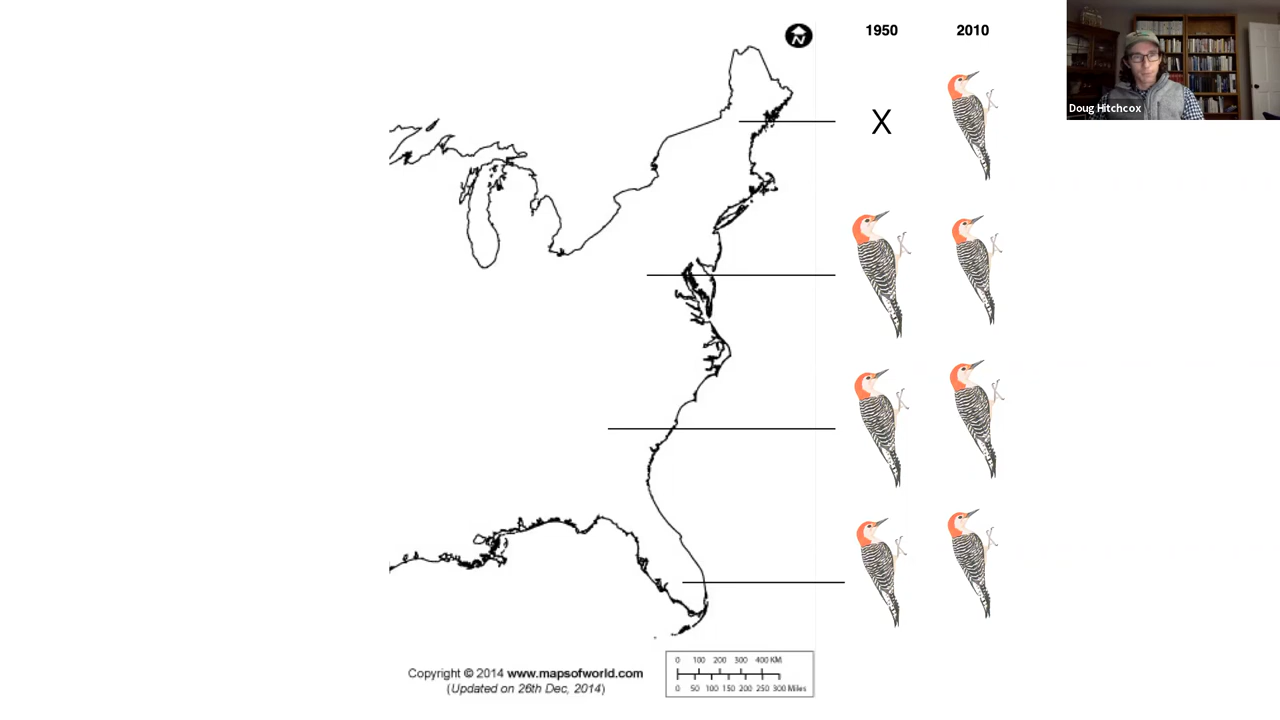 N
1950 2010
Doug Hitchcox
X
Copyright © 2014 www.mapsofworld.com
(Updated on 26th Dec, 2014)
0 100 200 300 400 KM
0 50 100 150 200 250 300 Miles